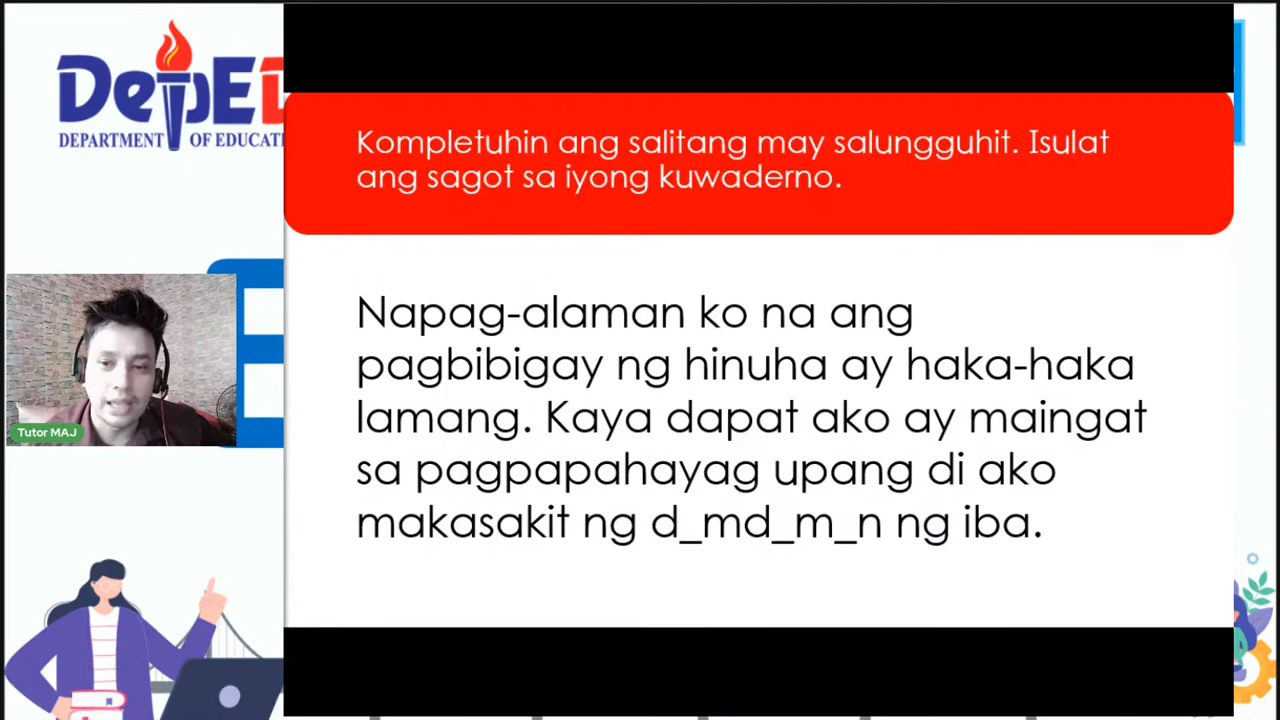 DepED
DEPARTMENT OF EDUCATI
Kompletuhin ang salitang may salungguhit. Isulat
ang sagot sa iyong kuwaderno.
Napag-alaman ko na ang
pagbibigay ng hinuha ay haka-haka
lamang. Kaya dapat ako ay maingat
sa pagpapahayag upang di ako
makasakit ng d_md_m_n ng iba.
Tutor MAJ